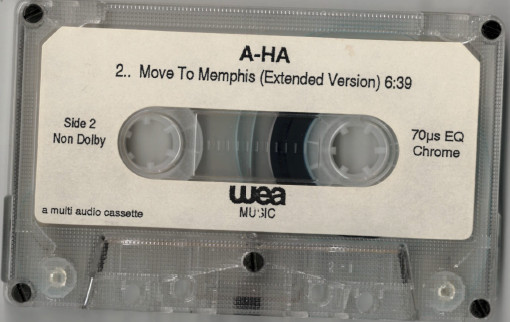 A-HA
2.. Move To Memphis (Extended Version) 6:39
Side 2
Non Dolby
70µs EQ
Chrome
wea
MUSIC
a multi audio cassette